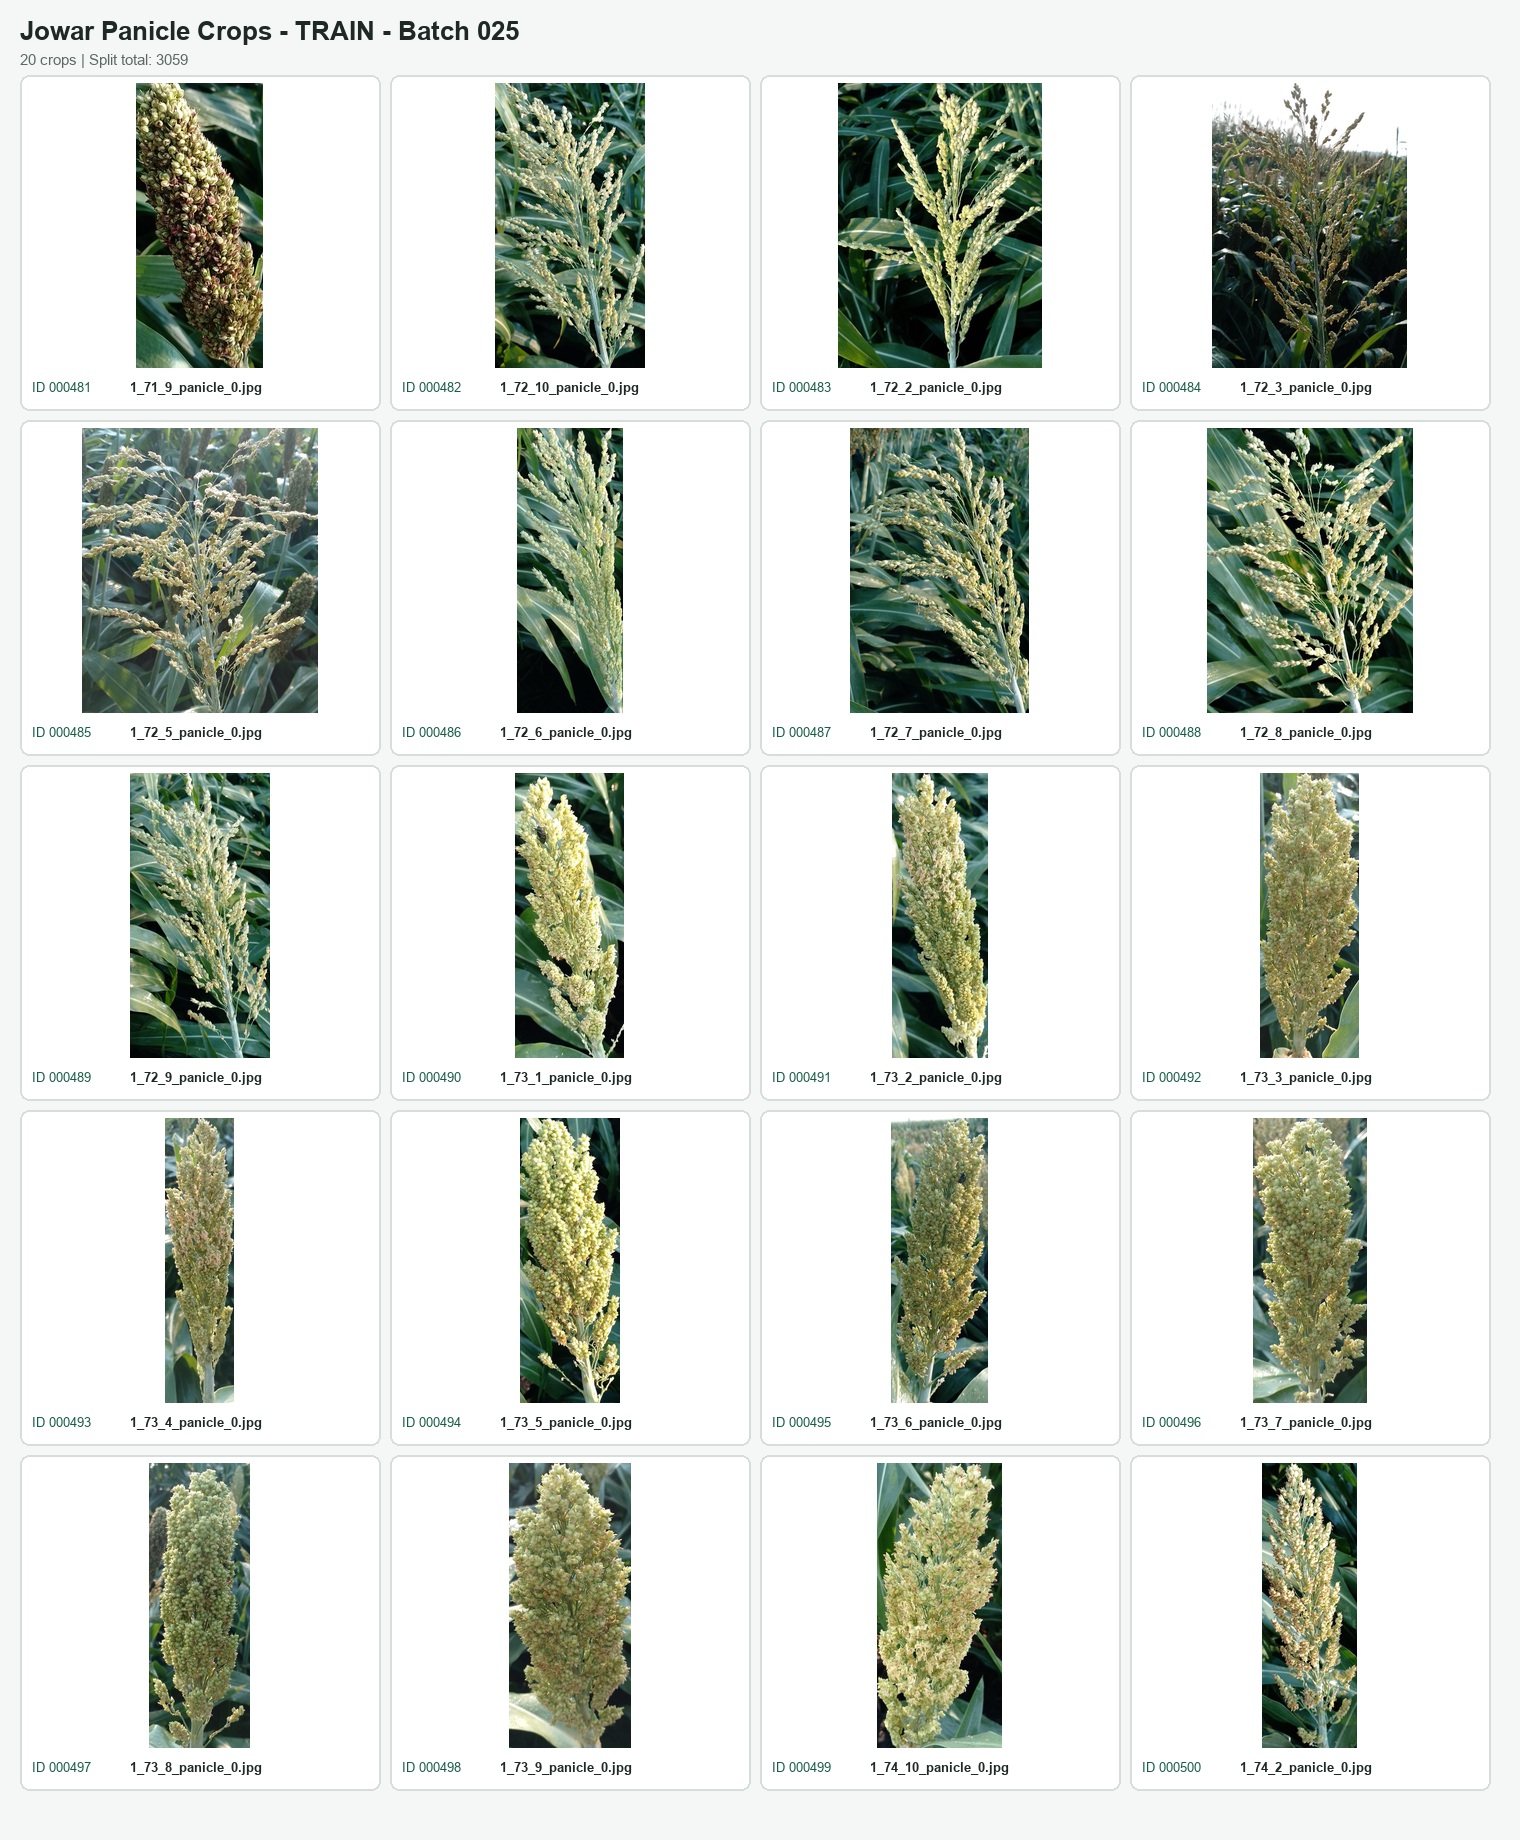 Jowar Panicle Crops - TRAIN - Batch 025
20 crops | Split total: 3059
ID 000481 1_71_9_panicle_0.jpg
ID 000482 1_72_10_panicle_0.jpg
ID 000483 1_72_2_panicle_0.jpg
ID 000484 1_72_3_panicle_0.jpg
ID 000485 1_72_5_panicle_0.jpg
ID 000486 1_72_6_panicle_0.jpg
ID 000487 1_72_7_panicle_0.jpg
ID 000488 1_72_8_panicle_0.jpg
ID 000489 1_72_9_panicle_0.jpg
ID 000490 1_73_1_panicle_0.jpg
ID 000491 1_73_2_panicle_0.jpg
ID 000492 1_73_3_panicle_0.jpg
ID 000493 1_73_4_panicle_0.jpg
ID 000494 1_73_5_panicle_0.jpg
ID 000495 1_73_6_panicle_0.jpg
ID 000496 1_73_7_panicle_0.jpg
ID 000497 1_73_8_panicle_0.jpg
ID 000498 1_73_9_panicle_0.jpg
ID 000499 1_74_10_panicle_0.jpg
ID 000500 1_74_2_panicle_0.jpg